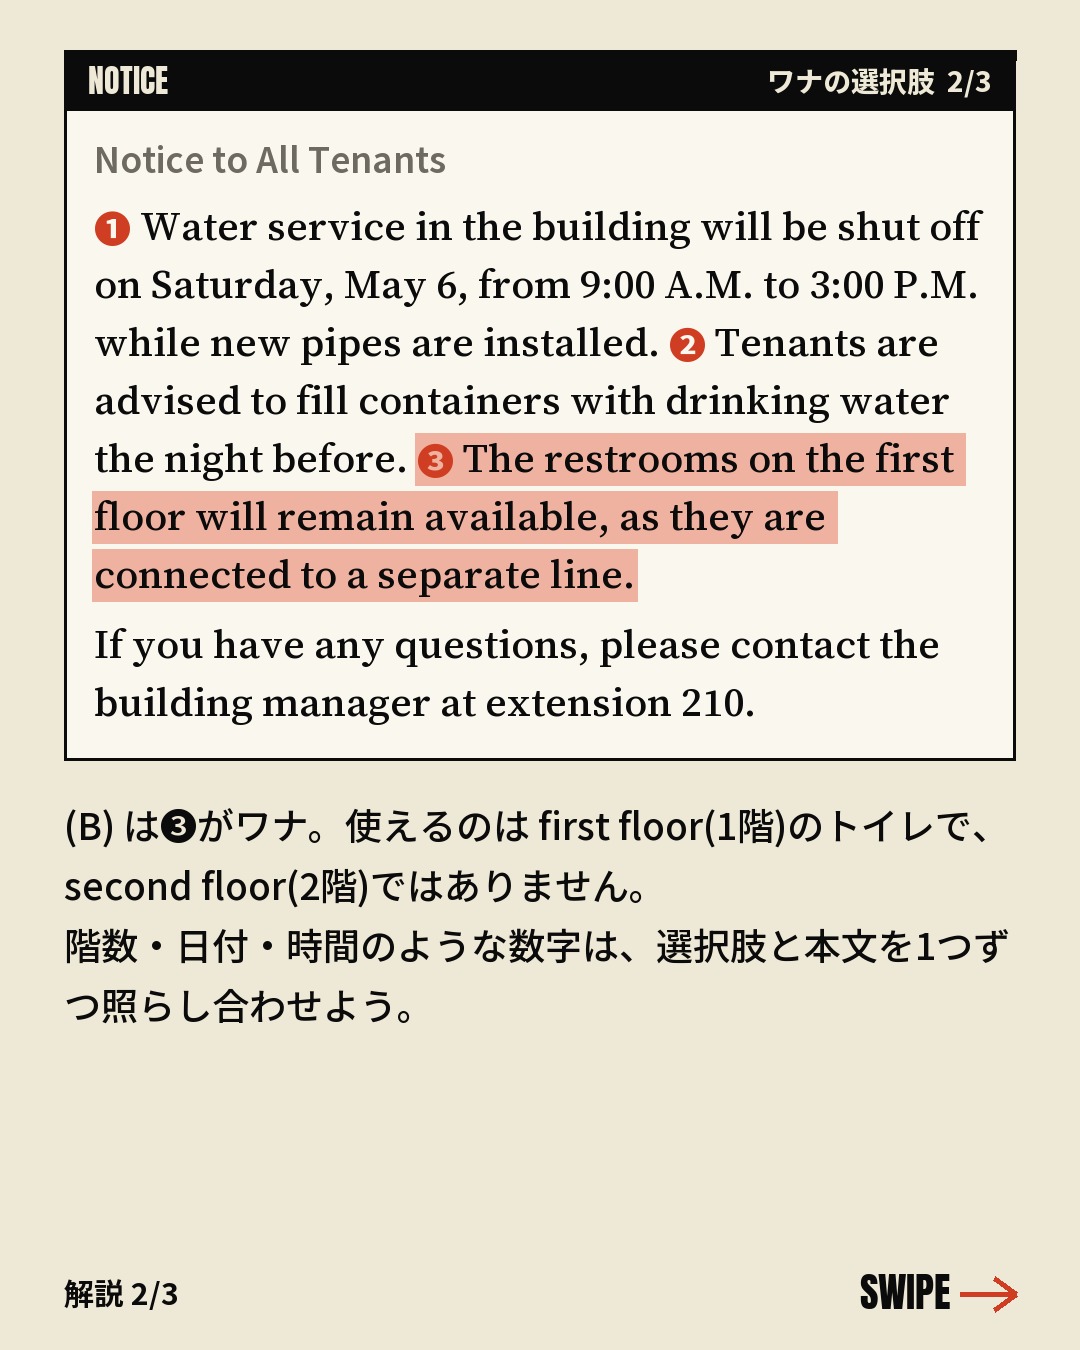 NOTICE
ワナの選択肢 2/3
Notice to All Tenants
❶ Water service in the building will be shut off
on Saturday, May 6, from 9:00 A.M. to 3:00 P.M.
while new pipes are installed. ❷ Tenants are
advised to fill containers with drinking water
the night before. ❸ The restrooms on the first
floor will remain available, as they are
connected to a separate line.
If you have any questions, please contact the
building manager at extension 210.
(B) は❸がワナ。使えるのは first floor(1階)のトイレで、
second floor(2階)ではありません。
階数・日付・時間のような数字は、選択肢と本文を1つず
つ照らし合わせよう。
解説 2/3
SWIPE →